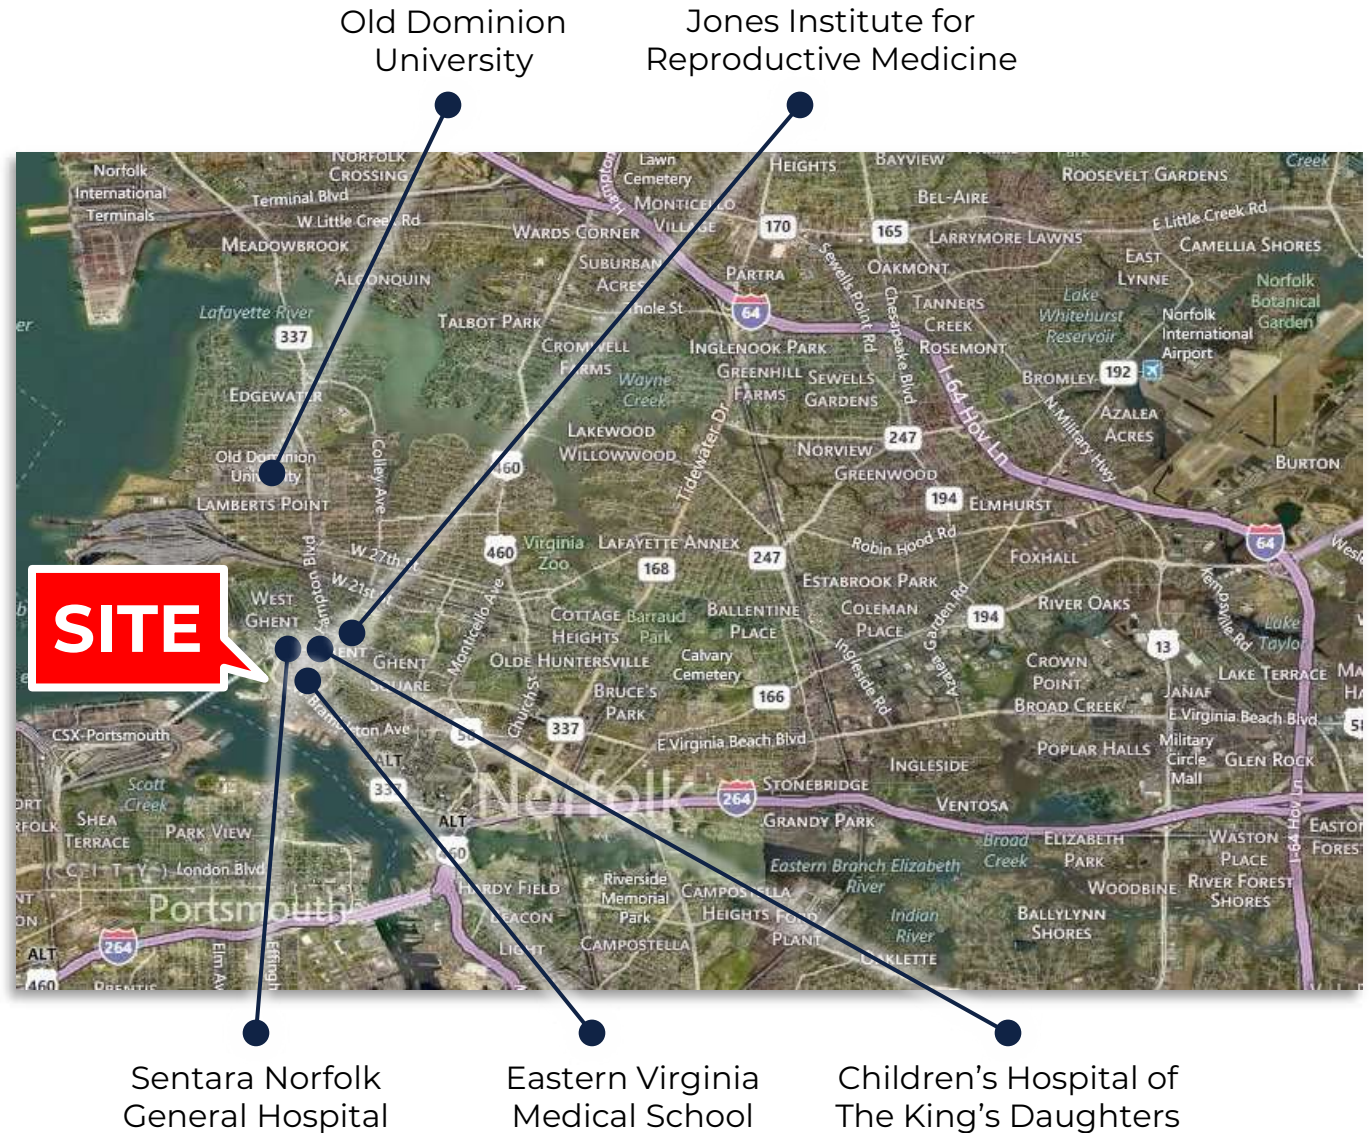 Old Dominion
University
Jones Institute for
Reproductive Medicine
Norfolk
International
Terminals
NORFOLK
CROSSING
Terminal Blvd
W Little Creek Rd
MEADOWBROOK
ALGONQUIN
Lafayette River
337
EDGEWATER
Old Dominion
University
LAMBERTS POINT
Lawn
Cemetery
Hampton
MONTICELLO
VILLAGE
WARDS CORNER
SUBURBAN
ACRES
Thole St
TALBOT PARK
CROMWELL
FARMS
Wayne
Creek
LAKEWOOD
WILLOWWOOD
HEIGHTS
BAYVIEW
Park
ROOSEVELT GARDENS
Creek
BEL-AIRE
170
165
LARRYMORE LAWNS
E Little Creek Rd
CAMELLIA SHORES
EAST
LYNNE
PARTRA
Sewells Point Rd
OAKMONT
Chesapeake Blvd
TANNERS
CREEK
ROSEMONT
Lake
Whitehurst
Reservoir
Norfolk
Botanical
Garden
Norfolk
International
Airport
64
INGLENOOK PARK
GREENHILL
FARMS
SEWELLS
GARDENS
I-64 Hov Ln
BROMLEY
192
N Military Hwy
AZALEA
ACRES
Tidewater Dr
NORVIEW
247
GREENWOOD
194
ELMHURST
BURTON
Colley Ave
460
Hampton Blvd
W 27th St
W 21st St
460
Virginia
Zoo
LAFAYETTE ANNEX
168
247
Robin Hood Rd
FOXHALL
64
ESTABROOK PARK
Kempsville Rd
SITE
WEST
GHENT
GHENT
GHENT
SQUARE
Monticello Ave
COTTAGE
HEIGHTS
Barraud
Park
BALLENTINE
PLACE
COLEMAN
PLACE
Azalea Garden Rd
194
RIVER OAKS
13
Lake
Taylor
OLDE HUNTERSVILLE
Calvary
Cemetery
Ingleside Rd
CROWN
POINT
LAKE TERRACE
BRUCE'S
PARK
166
BROAD CREEK
JANAF
E Virginia Beach Blvd
CSX-Portsmouth
Brambleton Ave
Church St
337
E Virginia Beach Blvd
POPLAR HALLS
Military
Circle
Mall
GLEN ROCK
INGLESIDE
Scott
Creek
ALT
337
Norfolk
264
STONEBRIDGE
GRANDY PARK
VENTOSA
I-64 Hov Ln
SHEA
TERRACE
PARK VIEW
ALT
460
Broad
Creek
ELIZABETH
PARK
WASTON
PLACE
(CITY)
London Blvd
Eastern Branch Elizabeth
River
WOODBINE
RIVER FOREST
SHORES
Portsmouth
HARDY FIELD
BEACON
LIGHT
Riverside
Memorial
Park
CAMPOSTELLA
HEIGHTS
FORD
PLANT
Indian
River
BALLYLYNN
SHORES
264
ALT
460
Elm Av
CAMPOSTELLA
OAKLETTE
Sentara Norfolk
General Hospital
Eastern Virginia
Medical School
Children's Hospital of
The King's Daughters